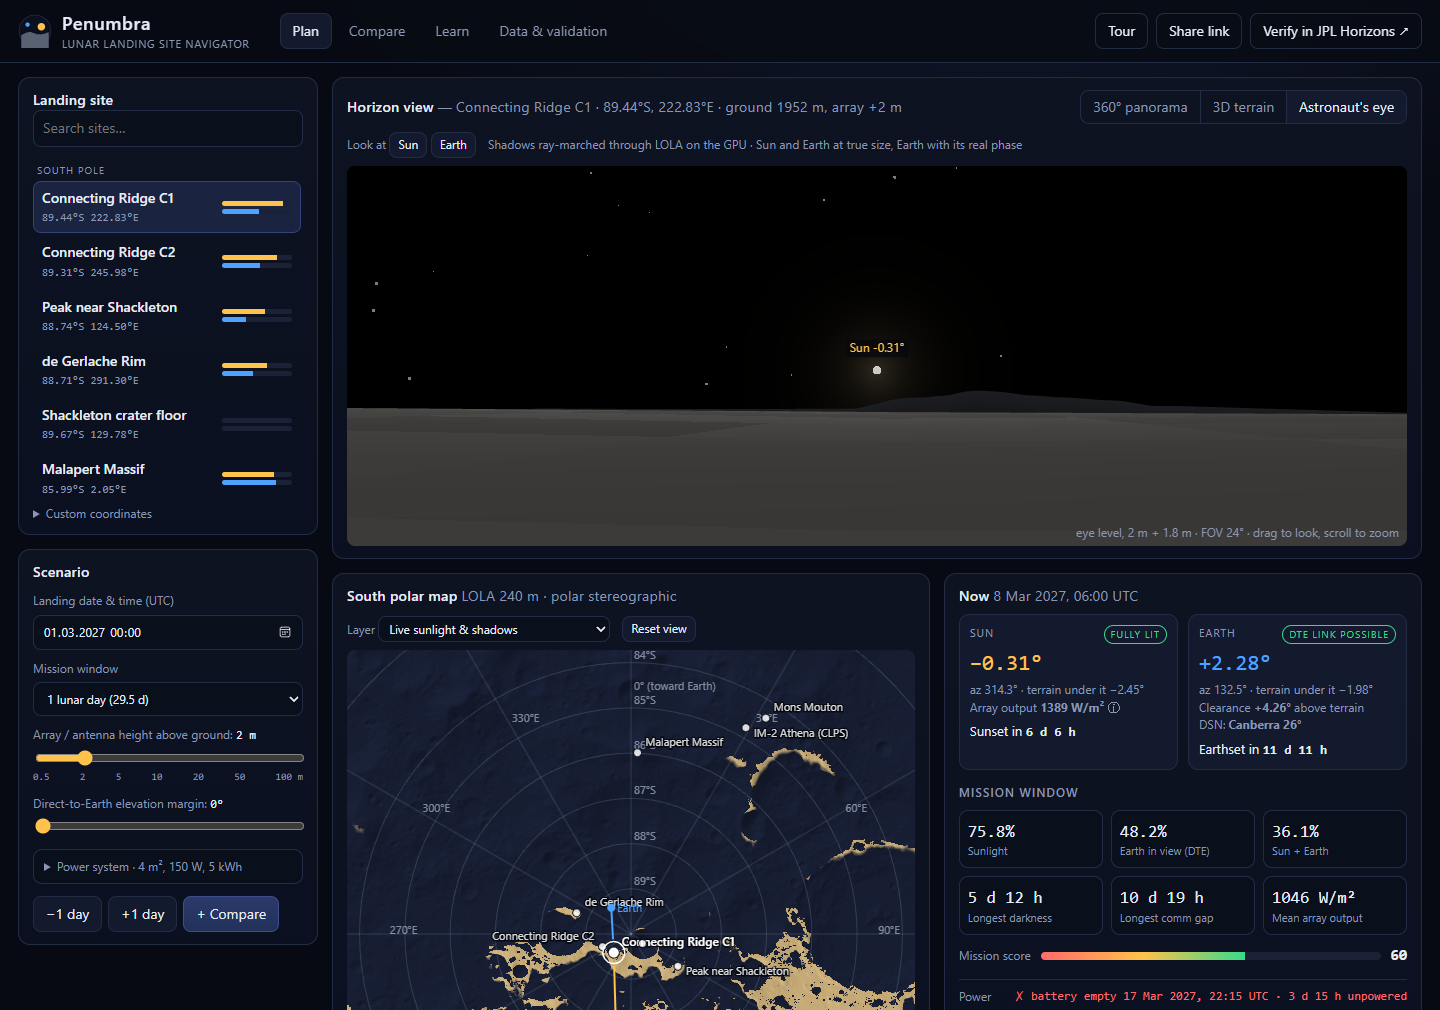 Penumbra
LUNAR LANDING SITE NAVIGATOR
Plan
Compare
Learn
Data & validation
Tour
Share link
Verify in JPL Horizons ↗
Landing site
Search sites...
SOUTH POLE
Connecting Ridge C1
89.44°S 222.83°E
Connecting Ridge C2
89.31°S 245.98°E
Peak near Shackleton
88.74°S 124.50°E
de Gerlache Rim
88.71°S 291.30°E
Shackleton crater floor
89.67°S 129.78°E
Malapert Massif
85.99°S 2.05°E
▶ Custom coordinates
Scenario
Landing date & time (UTC)
01.03.2027 00:00
Mission window
1 lunar day (29.5 d)
Array / antenna height above ground: 2 m
0.5 2 5 10 20 50 100 m
Direct-to-Earth elevation margin: 0°
▶ Power system · 4 m², 150 W, 5 kWh
−1 day
+1 day
+ Compare
Horizon view — Connecting Ridge C1 · 89.44°S, 222.83°E · ground 1952 m, array +2 m
360° panorama
3D terrain
Astronaut's eye
Look at Sun Earth Shadows ray-marched through LOLA on the GPU · Sun and Earth at true size, Earth with its real phase
Sun -0.31°
eye level, 2 m + 1.8 m · FOV 24° · drag to look, scroll to zoom
South polar map LOLA 240 m · polar stereographic
Layer Live sunlight & shadows Reset view
84°S
0° (toward Earth)
85°S
Mons Mouton
330°E
IM-2 Athena (CLPS)
Malapert Massif
87°S
300°E
60°E
88°S
89°S
de Gerlache Rim
Earth
270°E
90°E
Connecting Ridge C2
Connecting Ridge C1
Peak near Shackleton
Now 8 Mar 2027, 06:00 UTC
SUN
FULLY LIT
−0.31°
az 314.3° · terrain under it −2.45°
Array output 1389 W/m² ⓘ
Sunset in 6 d 6 h
EARTH
DTE LINK POSSIBLE
+2.28°
az 132.5° · terrain under it −1.98°
Clearance +4.26° above terrain
DSN: Canberra 26°
Earthset in 11 d 11 h
MISSION WINDOW
75.8%
Sunlight
48.2%
Earth in view (DTE)
36.1%
Sun + Earth
5 d 12 h
Longest darkness
10 d 19 h
Longest comm gap
1046 W/m²
Mean array output
Mission score 60
Power ✗ battery empty 17 Mar 2027, 22:15 UTC · 3 d 15 h unpowered